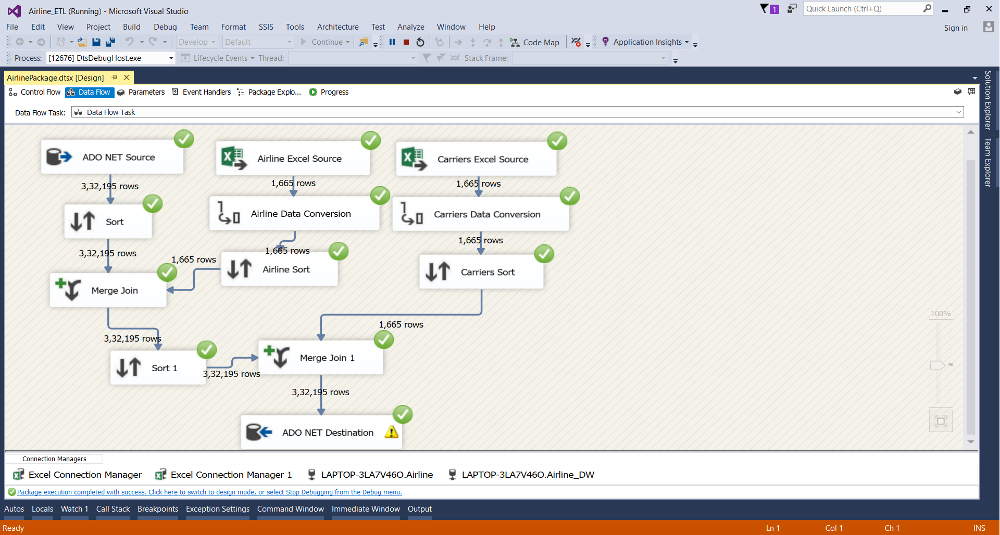 Airline_ETL (Running) - Microsoft Visual Studio
1
Quick Launch (Ctrl+Q)
File Edit View Project Build Debug Team Format SSIS Tools Architecture Test Analyze Window Help
Sign in
Develop Default Continue Code Map Application Insights
Process: [12676] DtsDebugHost.exe Lifecycle Events Thread: Stack Frame:
AirlinePackage.dtsx [Design]
Control Flow Data Flow Parameters Event Handlers Package Explo... Progress
Data Flow Task: Data Flow Task
Solution Explorer
Team Explorer
ADO NET Source
Airline Excel Source
Carriers Excel Source
3,32,195 rows
1,665 rows
1,665 rows
Sort
Airline Data Conversion
Carriers Data Conversion
3,32,195 rows
1,665 rows
1,665 rows
1,665 rows
Merge Join
Airline Sort
Carriers Sort
100%
3,32,195 rows
1,665 rows
Sort 1
3,32,195 rows
Merge Join 1
3,32,195 rows
ADO NET Destination
Connection Managers
Excel Connection Manager Excel Connection Manager 1 LAPTOP-3LA7V46O.Airline LAPTOP-3LA7V46O.Airline_DW
Package execution completed with success. Click here to switch to design mode, or select Stop Debugging from the Debug menu.
Autos Locals Watch 1 Call Stack Breakpoints Exception Settings Command Window Immediate Window Output
Ready Ln 1 Col 1 Ch 1 INS